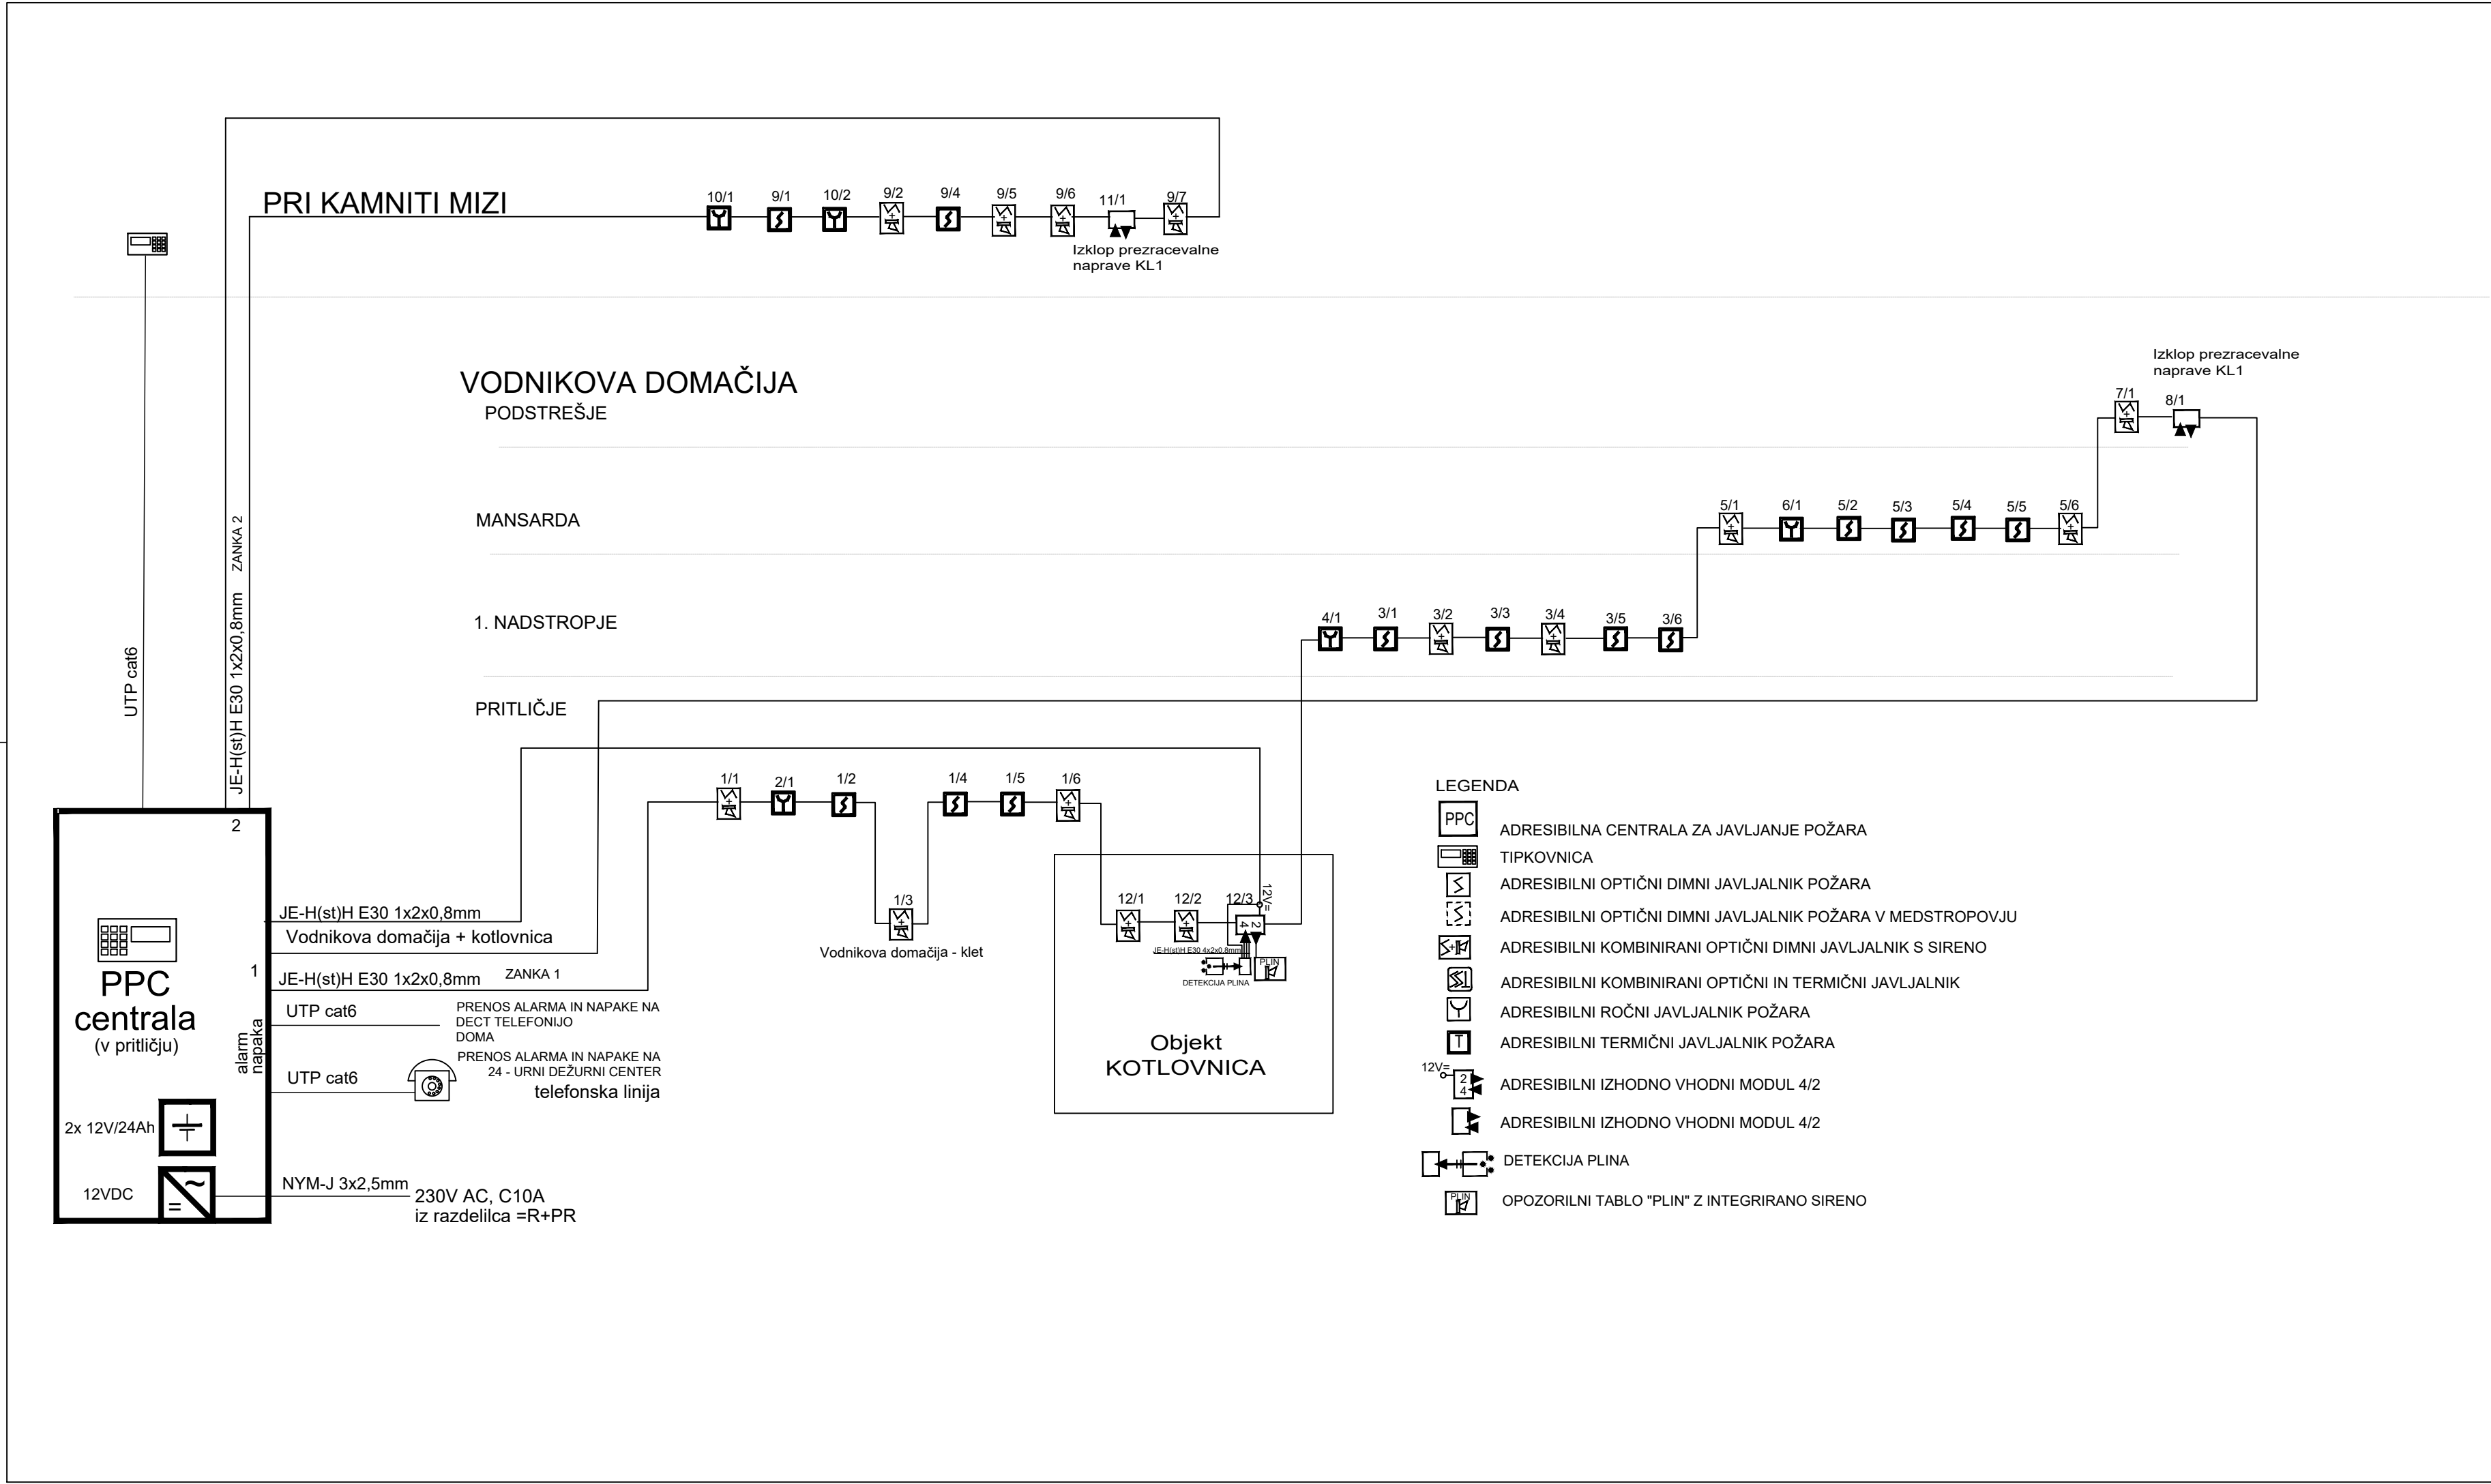 PRI KAMNITI MIZI
10/1
9/1
10/2
9/2
9/4
9/5
9/6
11/1
9/7
Izklop prezracevalne
naprave KL1
VODNIKOVA DOMAČIJA
PODSTREŠJE
7/1
8/1
Izklop prezracevalne
naprave KL1
MANSARDA
5/1
6/1
5/2
5/3
5/4
5/5
5/6
1. NADSTROPJE
4/1
3/1
3/2
3/3
3/4
3/5
3/6
PRITLIČJE
1/1
2/1
1/2
1/3
1/4
1/5
1/6
Vodnikova domačija - klet
UTP cat6
JE-H(st)H E30 1x2x0,8mm
ZANKA 2
2
JE-H(st)H E30 1x2x0,8mm
Vodnikova domačija + kotlovnica
1
JE-H(st)H E30 1x2x0,8mm
ZANKA 1
PPC
centrala
(v pritličju)
alarm
napaka
UTP cat6
PRENOS ALARMA IN NAPAKE NA
DECT TELEFONIJO
DOMA
UTP cat6
PRENOS ALARMA IN NAPAKE NA
24 - URNI DEŽURNI CENTER
telefonska linija
2x 12V/24Ah
12VDC
~
=
NYM-J 3x2,5mm
230V AC, C10A
iz razdelilca =R+PR
12/1
12/2
12/3
12V=
4
2
JE-H(st)H E30 4x2x0,8mm
DETEKCIJA PLINA
PLIN
Objekt
KOTLOVNICA
LEGENDA
PPC
ADRESIBILNA CENTRALA ZA JAVLJANJE POŽARA
TIPKOVNICA
ADRESIBILNI OPTIČNI DIMNI JAVLJALNIK POŽARA
ADRESIBILNI OPTIČNI DIMNI JAVLJALNIK POŽARA V MEDSTROPOVJU
ADRESIBILNI KOMBINIRANI OPTIČNI DIMNI JAVLJALNIK S SIRENO
ADRESIBILNI KOMBINIRANI OPTIČNI IN TERMIČNI JAVLJALNIK
ADRESIBILNI ROČNI JAVLJALNIK POŽARA
T
ADRESIBILNI TERMIČNI JAVLJALNIK POŽARA
12V=
2
4
ADRESIBILNI IZHODNO VHODNI MODUL 4/2
ADRESIBILNI IZHODNO VHODNI MODUL 4/2
DETEKCIJA PLINA
PLIN
OPOZORILNI TABLO "PLIN" Z INTEGRIRANO SIRENO